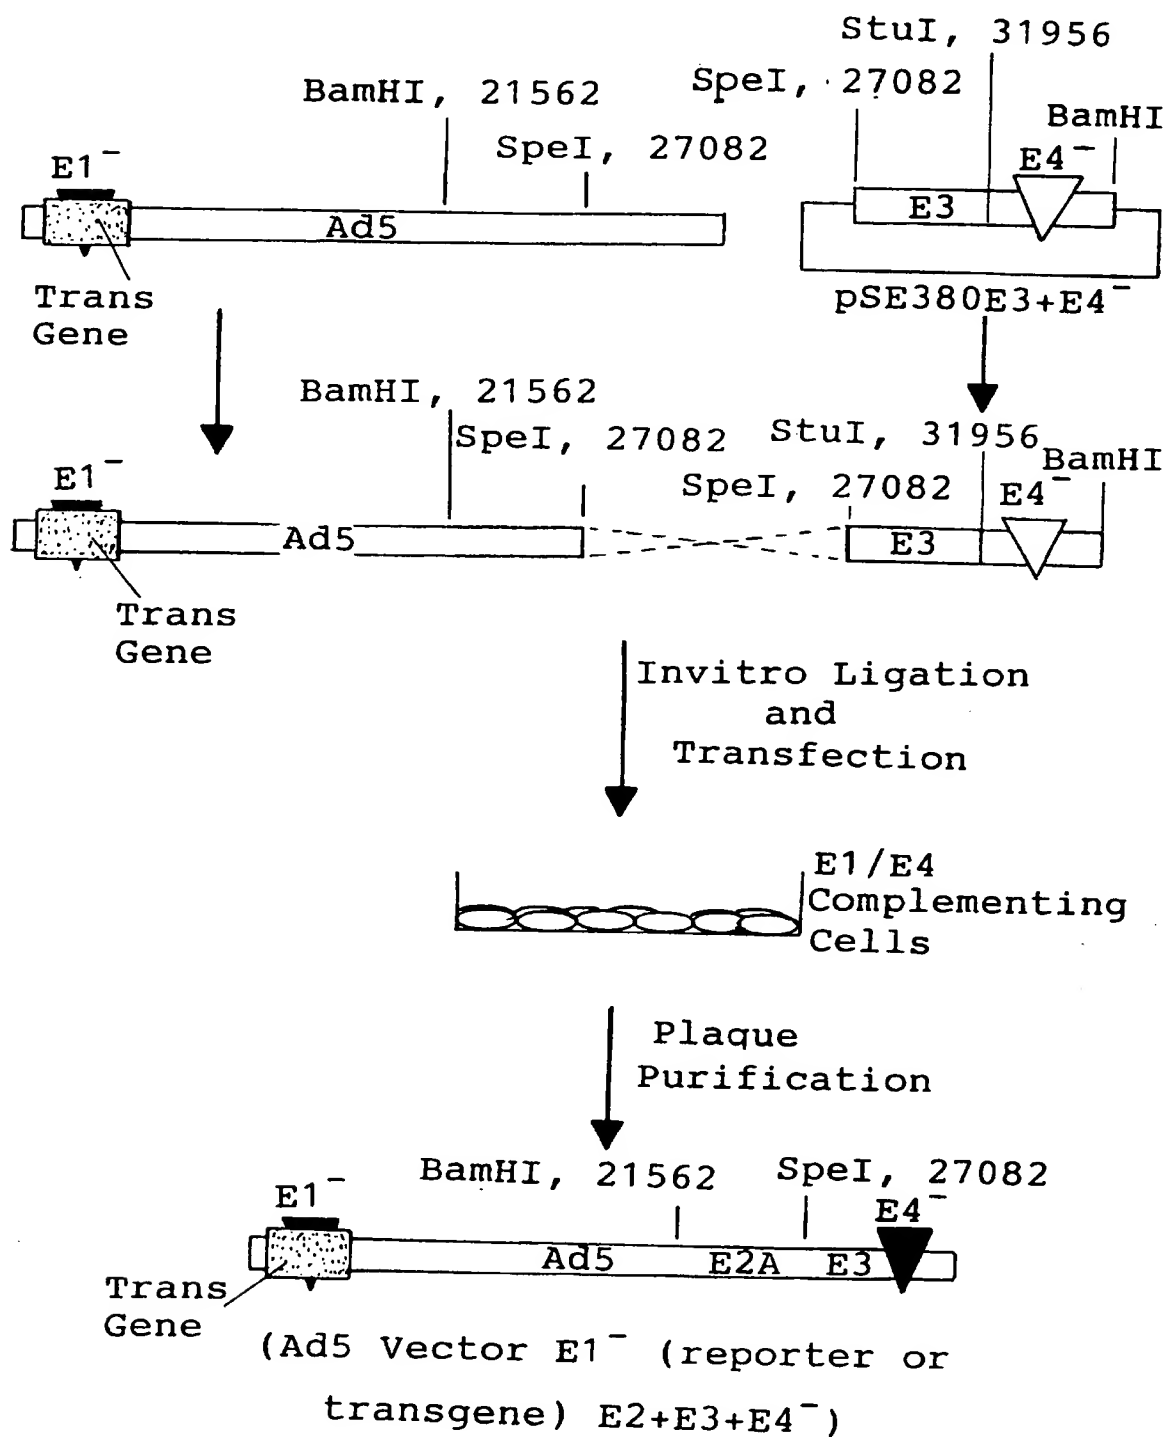 StuI, 31956
SpeI, 27082
BamHI, 21562
BamHI
SpeI, 27082
E1⁻
E4⁻
E3
Ad5
Trans
Gene
pSE380E3+E4⁻
BamHI, 21562
SpeI, 27082
StuI, 31956
BamHI
SpeI, 27082
E1⁻
E4⁻
Ad5
E3
Trans
Gene
Invitro Ligation
and
Transfection
E1/E4
Complementing
Cells
Plaque
Purification
BamHI, 21562
SpeI, 27082
E1⁻
E4⁻
Ad5
E2A
E3
Trans
Gene
(Ad5 Vector E1⁻ (reporter or
transgene) E2+E3+E4⁻)